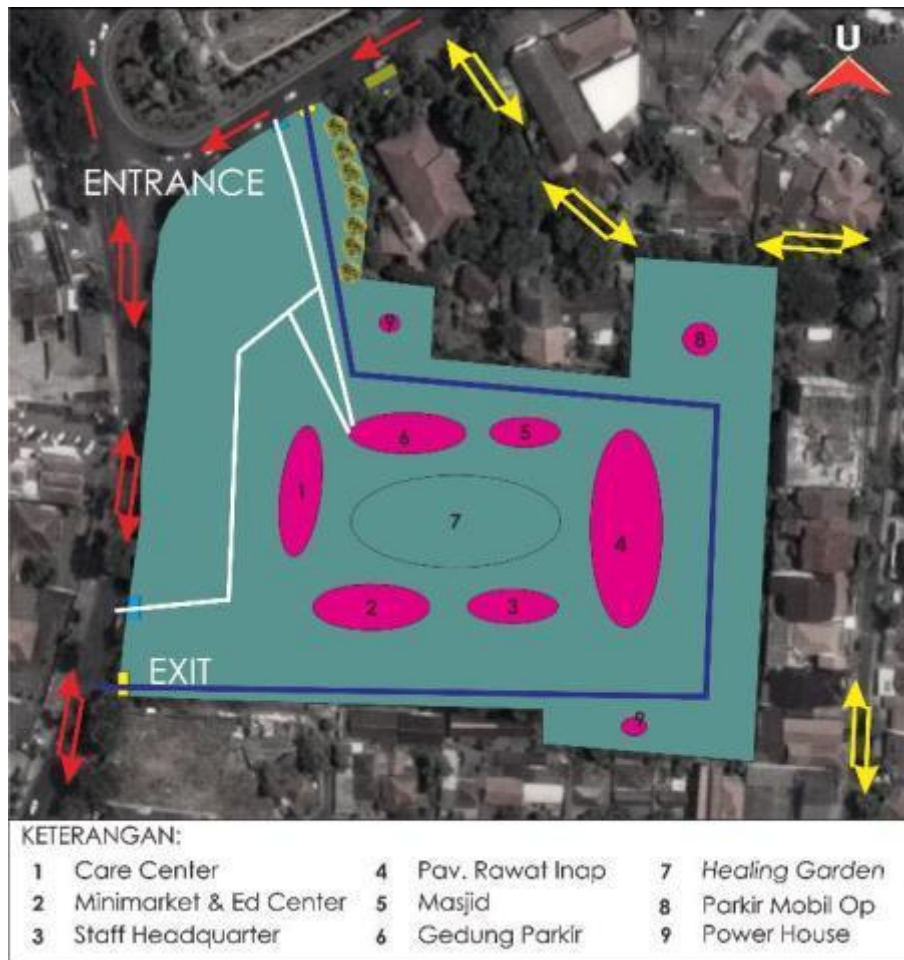 U
ENTRANCE
9
8
6
5
1
7
4
2
3
EXIT
9
KETERANGAN:
1 Care Center
2 Minimarket & Ed Center
3 Staff Headquarter
4 Pav. Rawat Inap
5 Masjid
6 Gedung Parkir
7 Healing Garden
8 Parkir Mobil Op
9 Power House